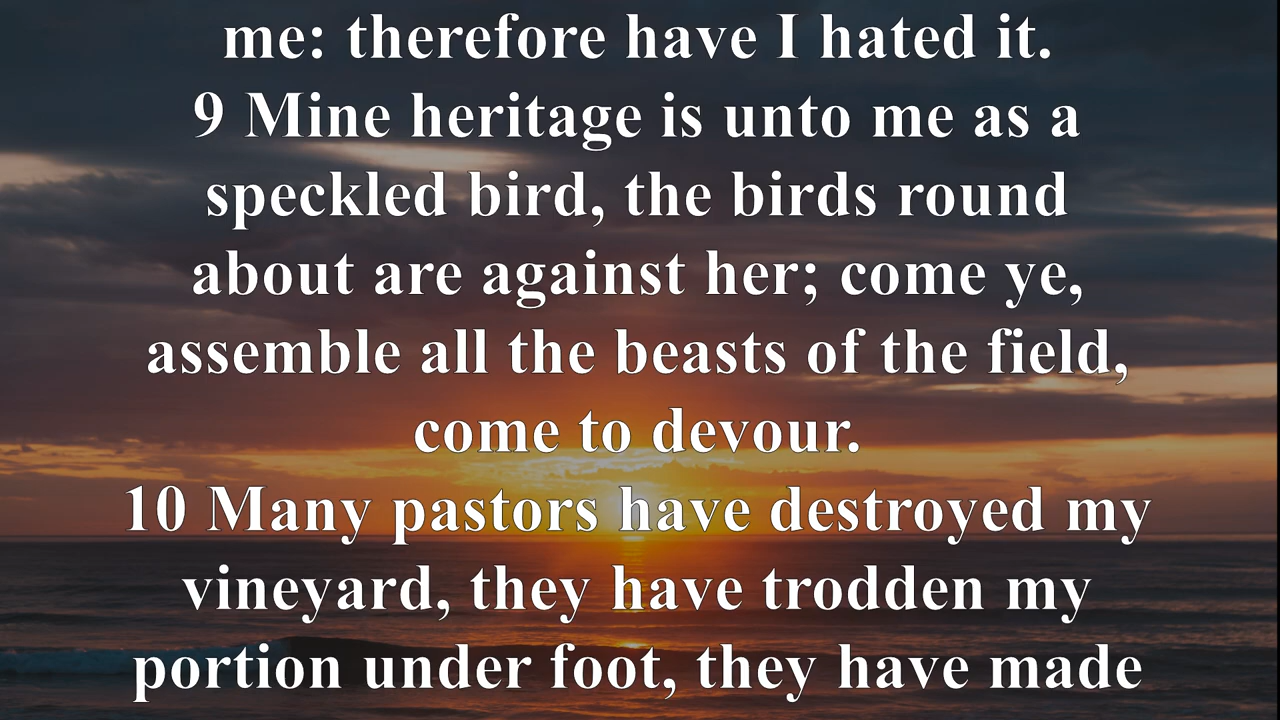 me: therefore have I hated it.
9 Mine heritage is unto me as a
speckled bird, the birds round
about are against her; come ye,
assemble all the beasts of the field,
come to devour.
10 Many pastors have destroyed my
vineyard, they have trodden my
portion under foot, they have made